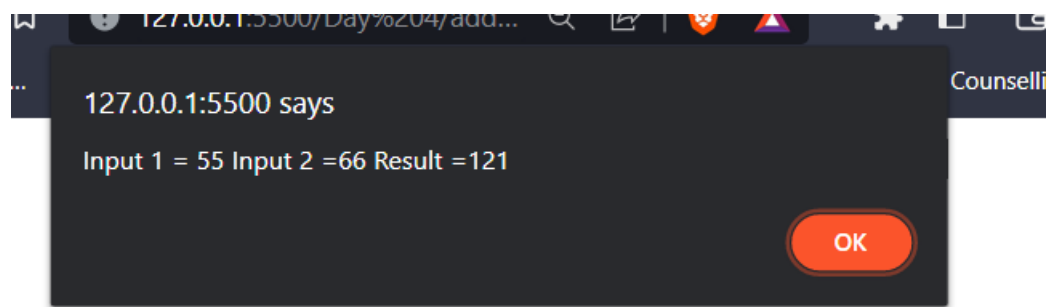 127.0.0.1:5500/Day%204/add...
... Counselli
127.0.0.1:5500 says
Input 1 = 55 Input 2 =66 Result =121
OK